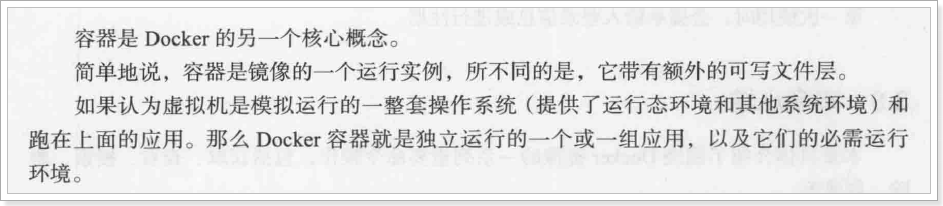 容器是 Docker 的另一个核心概念。
简单地说，容器是镜像的一个运行实例，所不同的是，它带有额外的可写文件层。
如果认为虚拟机是模拟运行的一整套操作系统（提供了运行态环境和其他系统环境）和
跑在上面的应用。那么 Docker 容器就是独立运行的一个或一组应用，以及它们的必需运行
环境。